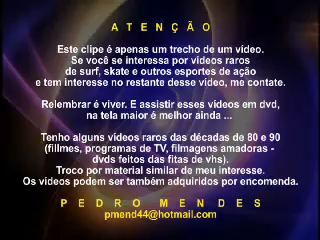 A T E N Ç Ã O
Este clipe é apenas um trecho de um vídeo.
Se você se interessa por vídeos raros
de surf, skate e outros esportes de ação
e tem interesse no restante desse vídeo, me contate.
Relembrar é viver. E assistir esses vídeos em dvd,
na tela maior é melhor ainda ...
Tenho alguns vídeos raros das décadas de 80 e 90
(fillmes, programas de TV, filmagens amadoras -
dvds feitos das fitas de vhs).
Troco por material similar de meu interesse.
Os vídeos podem ser também adquiridos por encomenda.
P E D R O M E N D E S
pmend44@hotmail.com